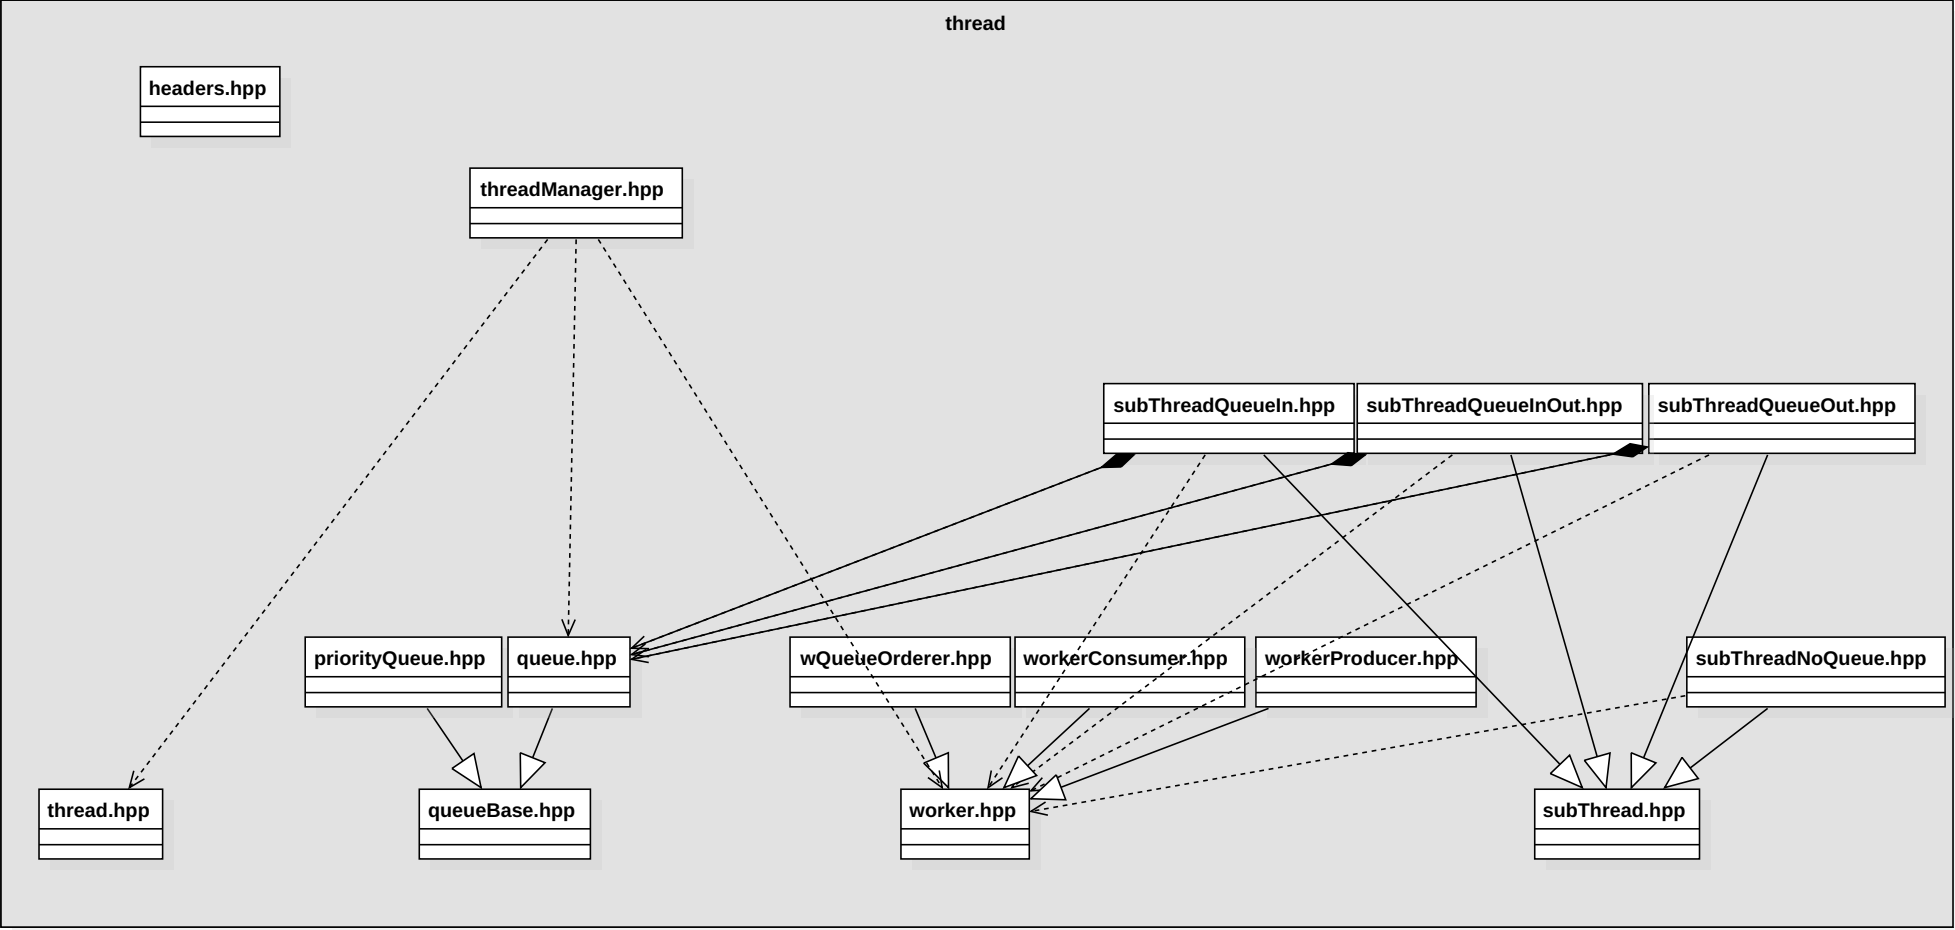 thread
headers.hpp
threadManager.hpp
subThreadQueueIn.hpp
subThreadQueueInOut.hpp
subThreadQueueOut.hpp
priorityQueue.hpp
queue.hpp
wQueueOrderer.hpp
workerConsumer.hpp
workerProducer.hpp
subThreadNoQueue.hpp
thread.hpp
queueBase.hpp
worker.hpp
subThread.hpp